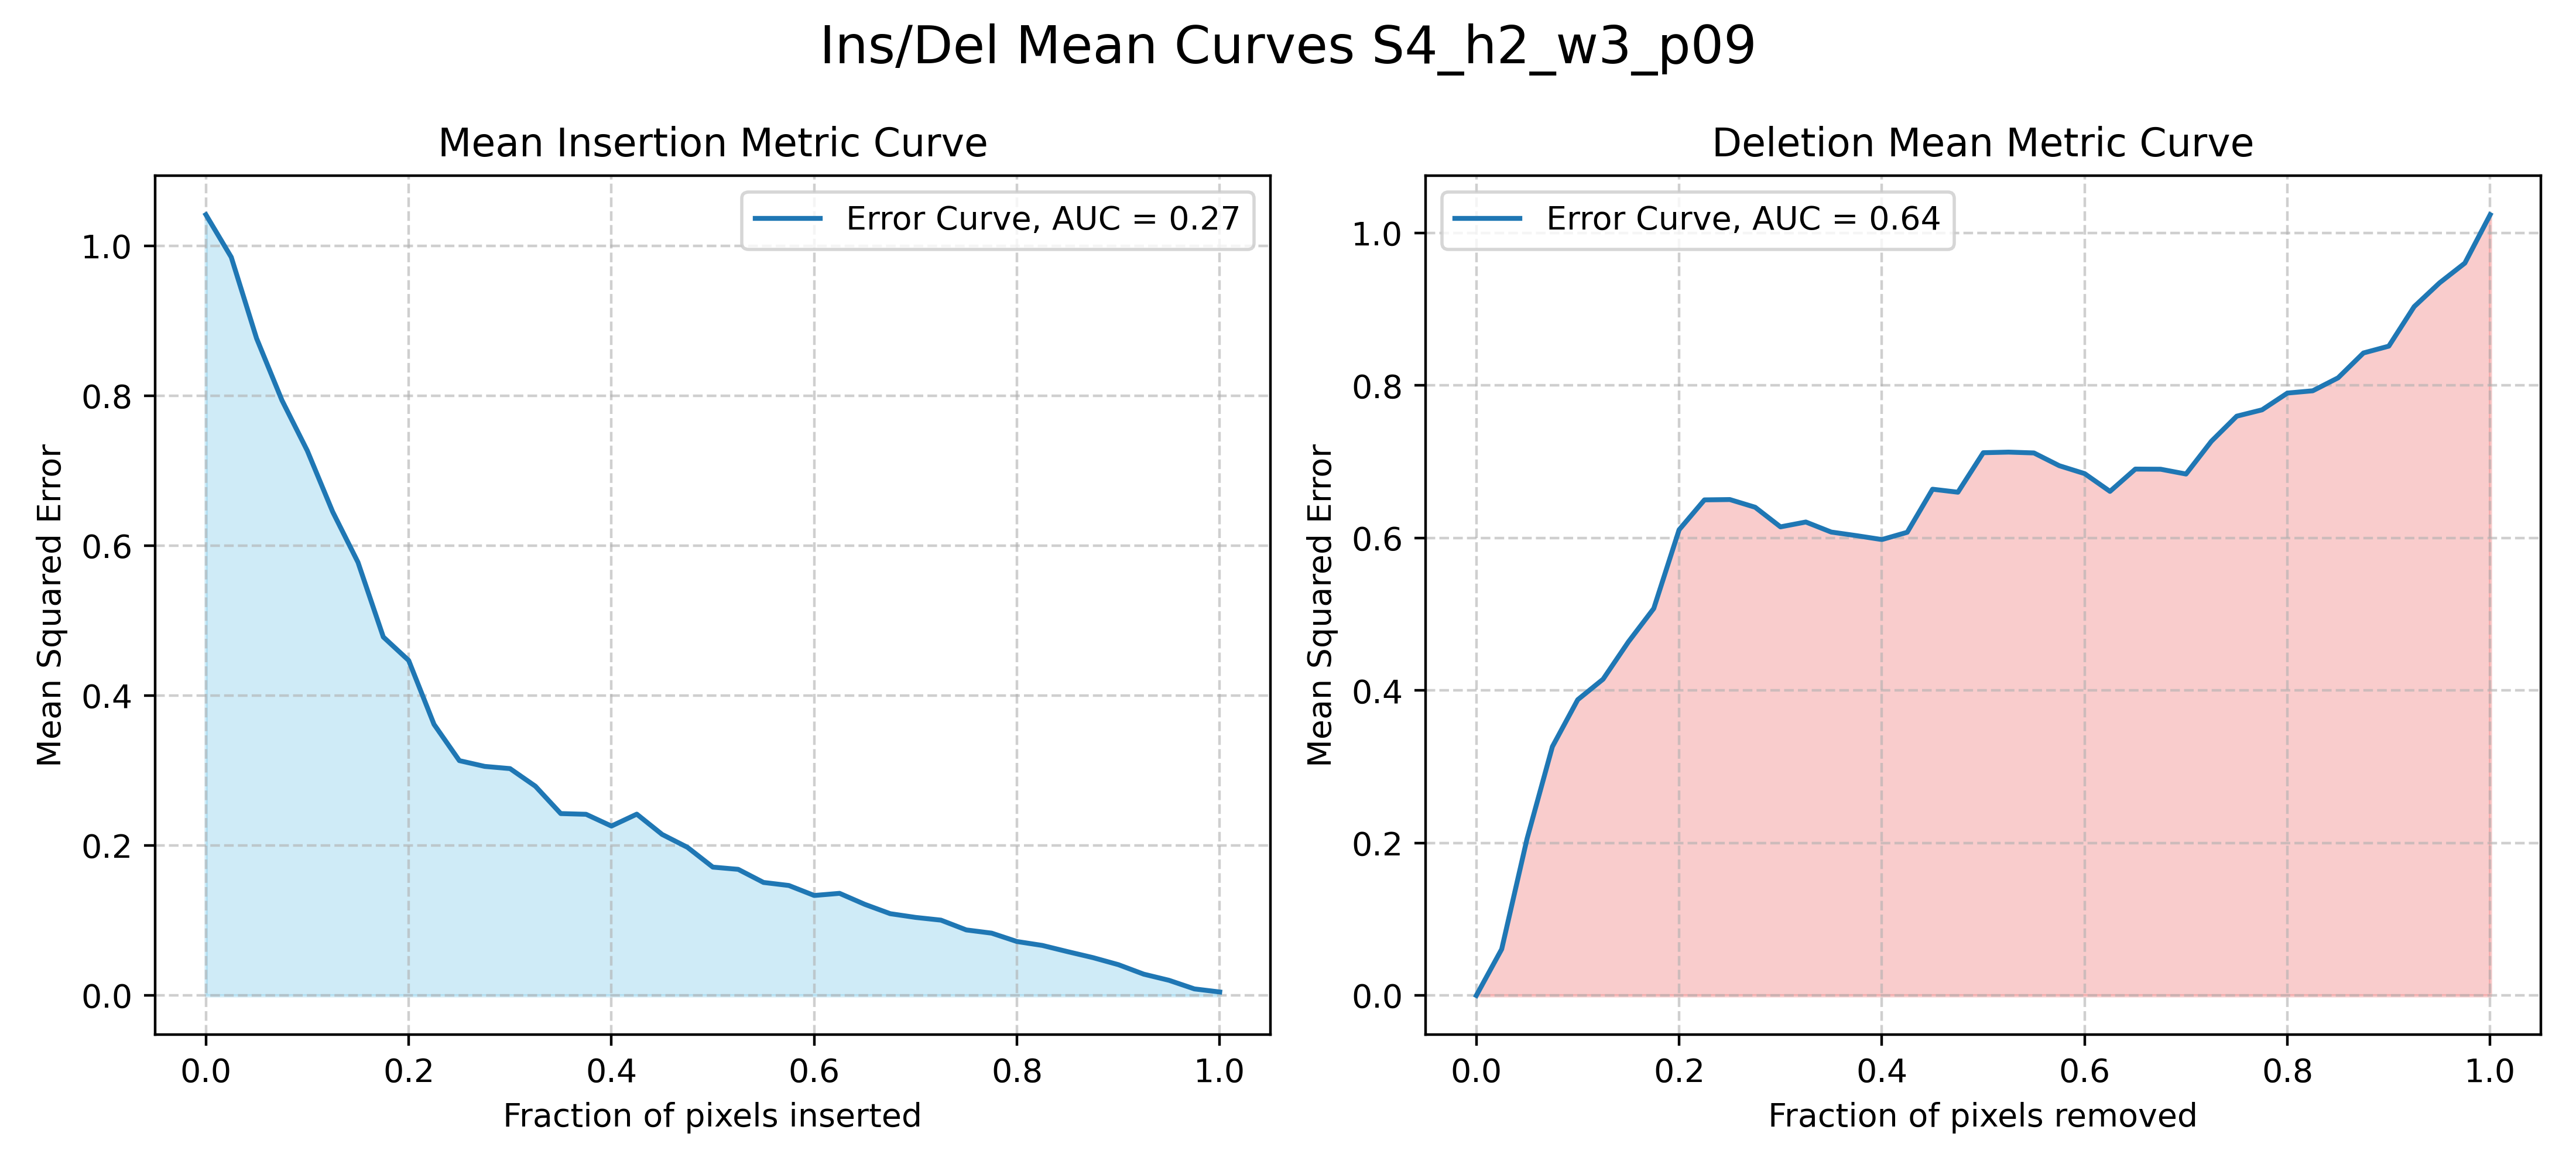 Ins/Del Mean Curves S4_h2_w3_p09
Mean Insertion Metric Curve
Error Curve, AUC = 0.27
Mean Squared Error
1.0
0.8
0.6
0.4
0.2
0.0
0.0 0.2 0.4 0.6 0.8 1.0
Fraction of pixels inserted
Deletion Mean Metric Curve
Error Curve, AUC = 0.64
Mean Squared Error
1.0
0.8
0.6
0.4
0.2
0.0
0.0 0.2 0.4 0.6 0.8 1.0
Fraction of pixels removed